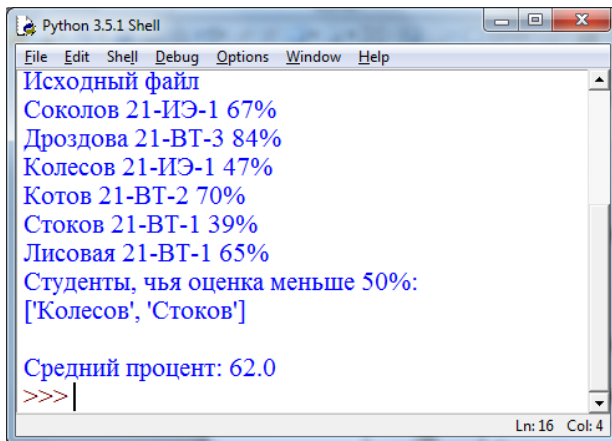 Python 3.5.1 Shell
File Edit Shell Debug Options Window Help
Исходный файл
Соколов 21-ИЭ-1 67%
Дроздова 21-ВТ-3 84%
Колесов 21-ИЭ-1 47%
Котов 21-ВТ-2 70%
Стоков 21-ВТ-1 39%
Лисовая 21-ВТ-1 65%
Студенты, чья оценка меньше 50%:
['Колесов', 'Стоков']
Средний процент: 62.0
>>>
Ln: 16 Col: 4